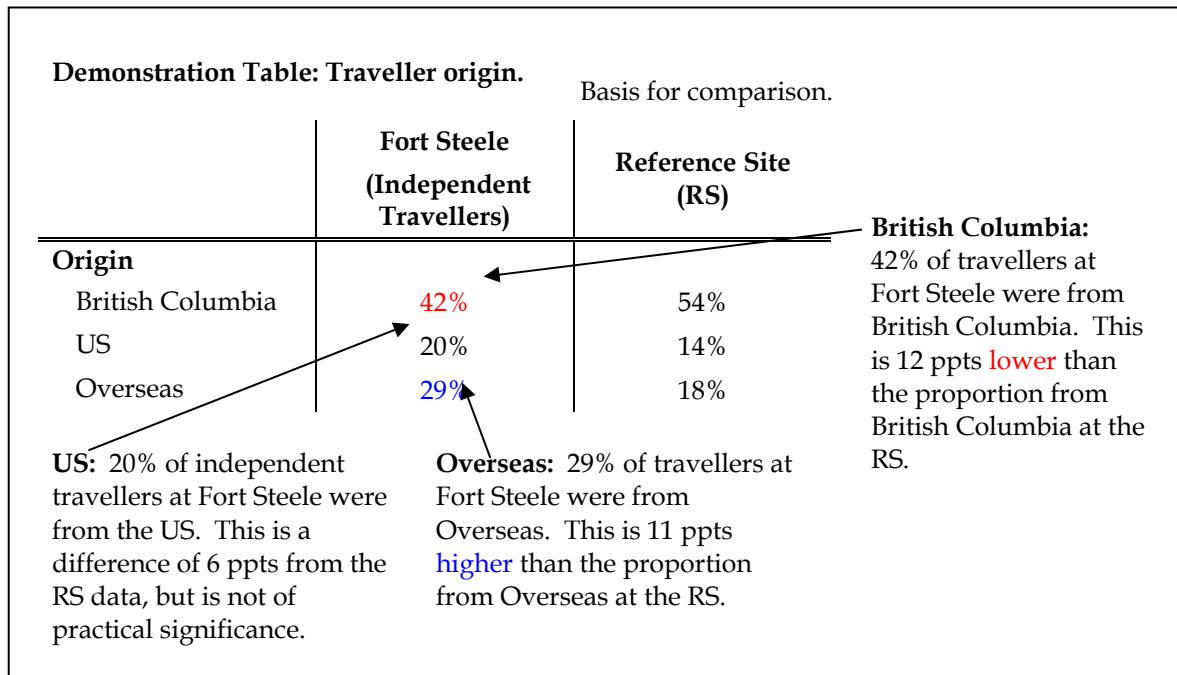 Demonstration Table: Traveller origin.
Basis for comparison.
Fort Steele
(Independent
Travellers)
Reference Site
(RS)
Origin
British Columbia 42% 54%
US 20% 14%
Overseas 29% 18%
British Columbia:
42% of travellers at
Fort Steele were from
British Columbia. This
is 12 ppts lower than
the proportion from
British Columbia at the
RS.
US: 20% of independent
travellers at Fort Steele were
from the US. This is a
difference of 6 ppts from the
RS data, but is not of
practical significance.
Overseas: 29% of travellers at
Fort Steele were from
Overseas. This is 11 ppts
higher than the proportion
from Overseas at the RS.